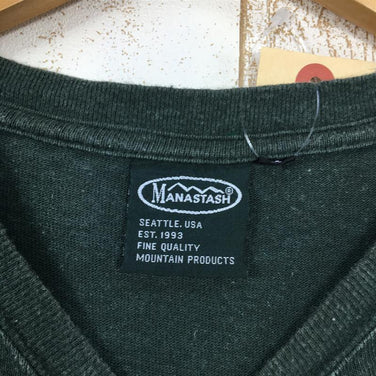 MANASTASH®
SEATTLE. USA
EST. 1993
FINE QUALITY
MOUNTAIN PRODUCTS